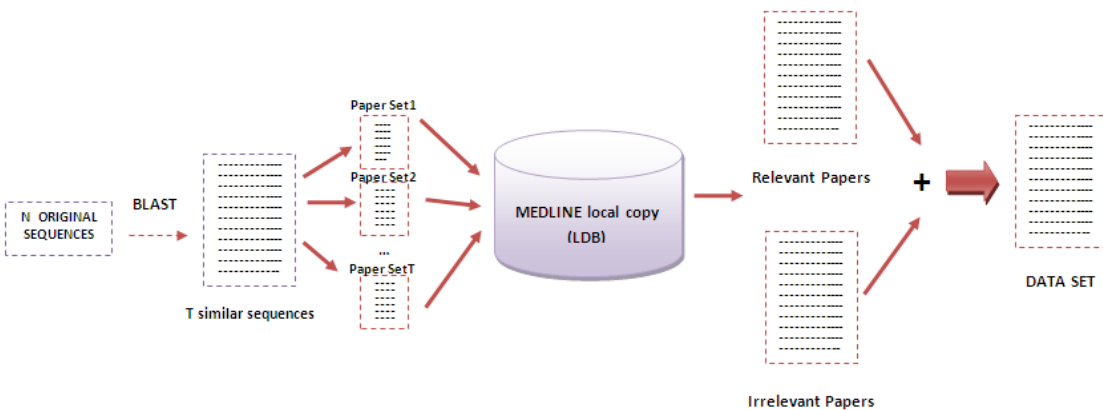 N ORIGINAL
SEQUENCES
BLAST
T similar sequences
Paper Set1
Paper Set2
...
Paper SetT
MEDLINE local copy
(LDB)
Relevant Papers
+
Irrelevant Papers
DATA SET